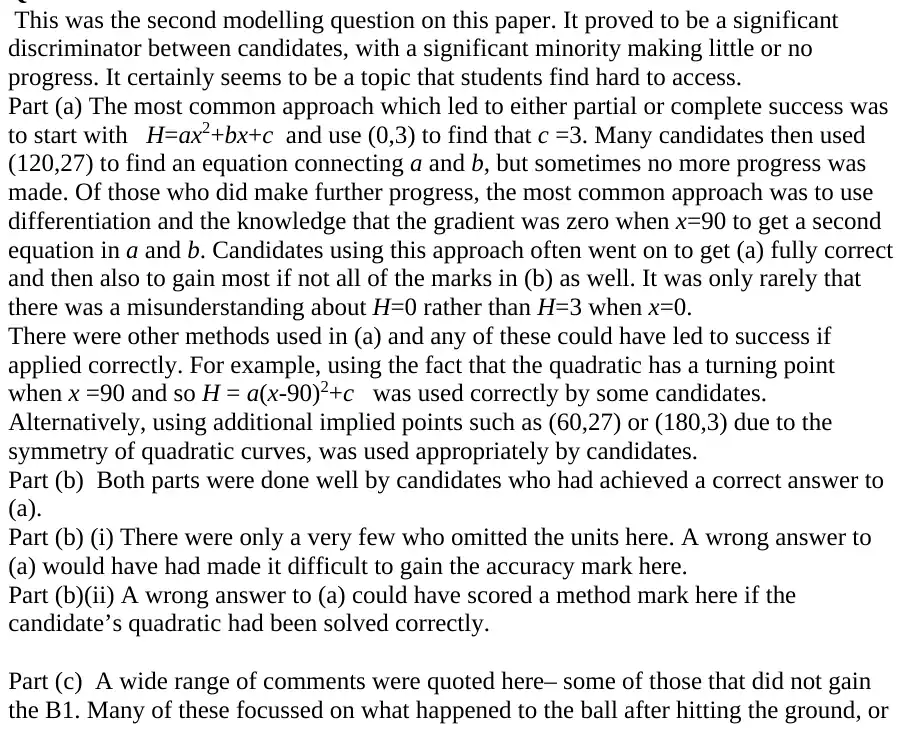 This was the second modelling question on this paper. It proved to be a significant
discriminator between candidates, with a significant minority making little or no
progress. It certainly seems to be a topic that students find hard to access.
Part (a) The most common approach which led to either partial or complete success was
to start with H=ax²+bx+c and use (0,3) to find that c =3. Many candidates then used
(120,27) to find an equation connecting a and b, but sometimes no more progress was
made. Of those who did make further progress, the most common approach was to use
differentiation and the knowledge that the gradient was zero when x=90 to get a second
equation in a and b. Candidates using this approach often went on to get (a) fully correct
and then also to gain most if not all of the marks in (b) as well. It was only rarely that
there was a misunderstanding about H=0 rather than H=3 when x=0.
There were other methods used in (a) and any of these could have led to success if
applied correctly. For example, using the fact that the quadratic has a turning point
when x =90 and so H = a(x-90)²+c was used correctly by some candidates.
Alternatively, using additional implied points such as (60,27) or (180,3) due to the
symmetry of quadratic curves, was used appropriately by candidates.
Part (b) Both parts were done well by candidates who had achieved a correct answer to
(a).
Part (b) (i) There were only a very few who omitted the units here. A wrong answer to
(a) would have had made it difficult to gain the accuracy mark here.
Part (b)(ii) A wrong answer to (a) could have scored a method mark here if the
candidate's quadratic had been solved correctly.
Part (c) A wide range of comments were quoted here– some of those that did not gain
the B1. Many of these focussed on what happened to the ball after hitting the ground, or